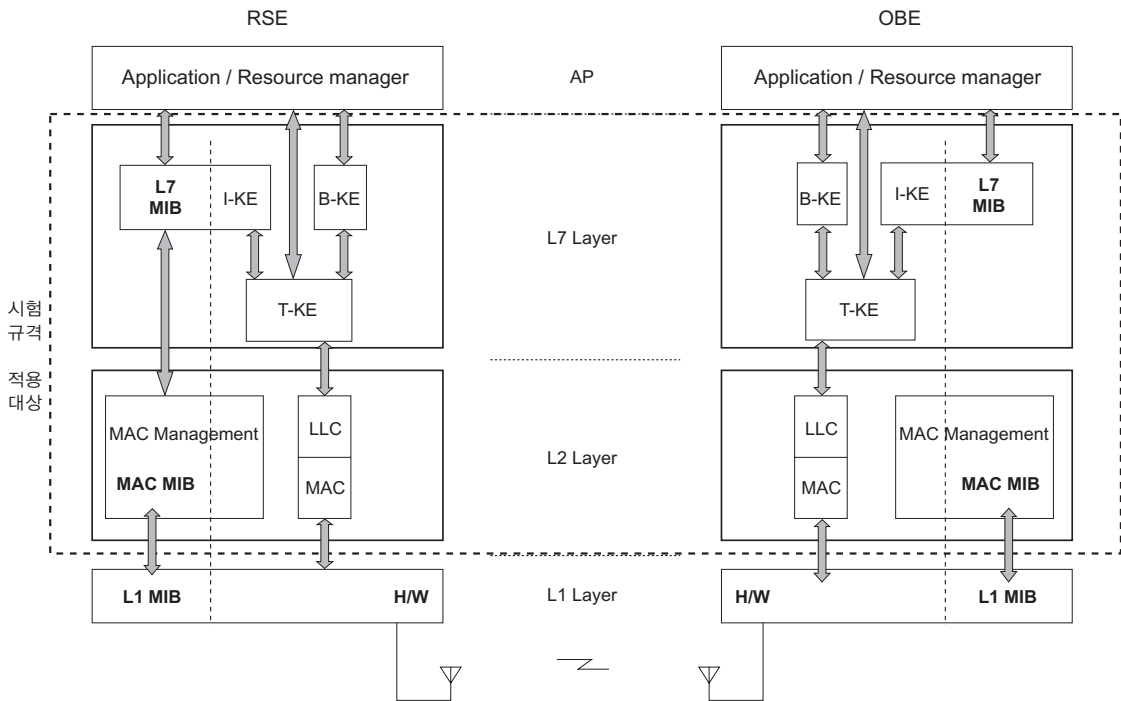 RSE
OBE
Application / Resource manager
AP
Application / Resource manager
L7
MIB
I-KE
B-KE
T-KE
L7 Layer
B-KE
I-KE
L7
MIB
T-KE
시험
규격
적용
대상
MAC Management
MAC MIB
LLC
MAC
L2 Layer
LLC
MAC
MAC Management
MAC MIB
L1 MIB
H/W
L1 Layer
H/W
L1 MIB